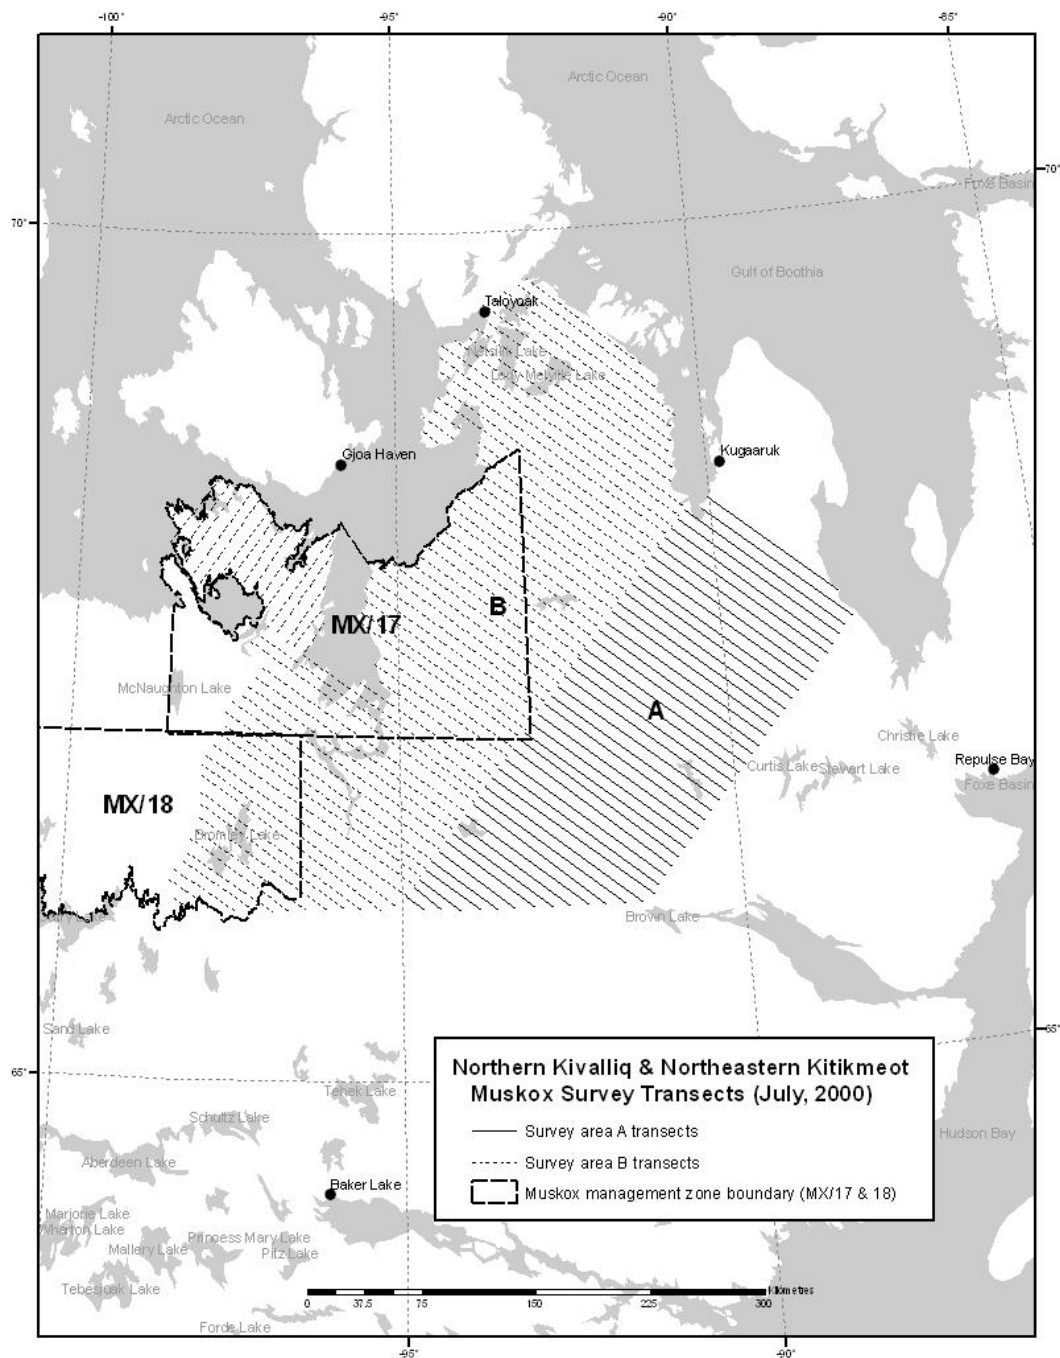 -100°
-95°
-90°
-85°
Arctic Ocean
Arctic Ocean
70°
Foxe Basin
70°
Gulf of Boothia
Taloyoak
Netsilik Lake
Lady Melville Lake
Gjoa Haven
Kugaaruk
B
MX/17
McNaughton Lake
A
Christie Lake
Repulse Bay
Curtis Lake
Stewart Lake
Foxe Basin
MX/18
Bromley Lake
Brown Lake
Sand Lake
65°
65°
Northern Kivalliq & Northeastern Kitikmeot
Muskox Survey Transects (July, 2000)
Survey area A transects
Survey area B transects
Muskox management zone boundary (MX/17 & 18)
Tehek Lake
Schultz Lake
Hudson Bay
Aberdeen Lake
Baker Lake
Marjorie Lake
Wharton Lake
Princess Mary Lake
Mallery Lake
Pitz Lake
Tebesjuak Lake
Kilometres
0 37.5 75 150 225 300
Forde Lake
-95°
-90°